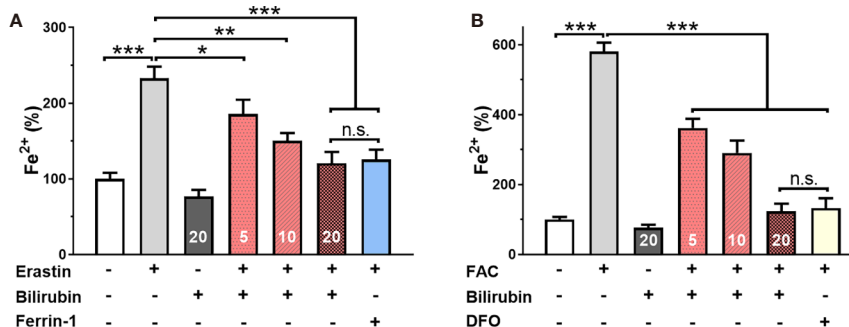 A
***
***
**
***
*
n.s.
Fe2+ (%)
300
250
200
100
0
20
5
10
20
Erastin - + - + + + +
Bilirubin - - + + + + -
Ferrin-1 - - - - - - +
B
***
***
n.s.
Fe2+ (%)
600
400
200
0
20
5
10
20
FAC - + - + + + +
Bilirubin - - + + + + -
DFO - - - - - - +